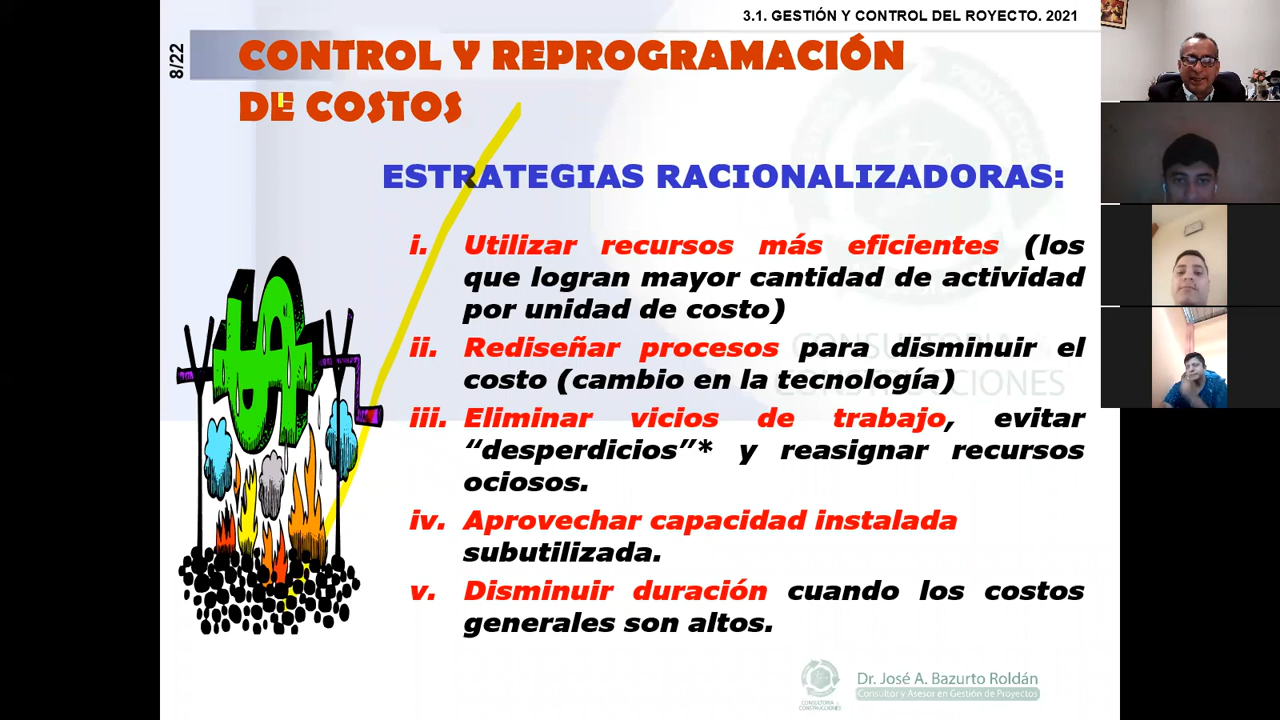 3.1. GESTIÓN Y CONTROL DEL ROYECTO. 2021
8/22
CONTROL Y REPROGRAMACIÓN
DE COSTOS
ESTRATEGIAS RACIONALIZADORAS:
i. Utilizar recursos más eficientes (los
que logran mayor cantidad de actividad
por unidad de costo)
ii. Rediseñar procesos para disminuir el
costo (cambio en la tecnología)
iii. Eliminar vicios de trabajo, evitar
“desperdicios”* y reasignar recursos
ociosos.
iv. Aprovechar capacidad instalada
subutilizada.
v. Disminuir duración cuando los costos
generales son altos.
CONSULTORIA
CONSTRUCCIONES
Dr. José A. Bazurto Roldán
Consultor y Asesor en Gestión de Proyectos